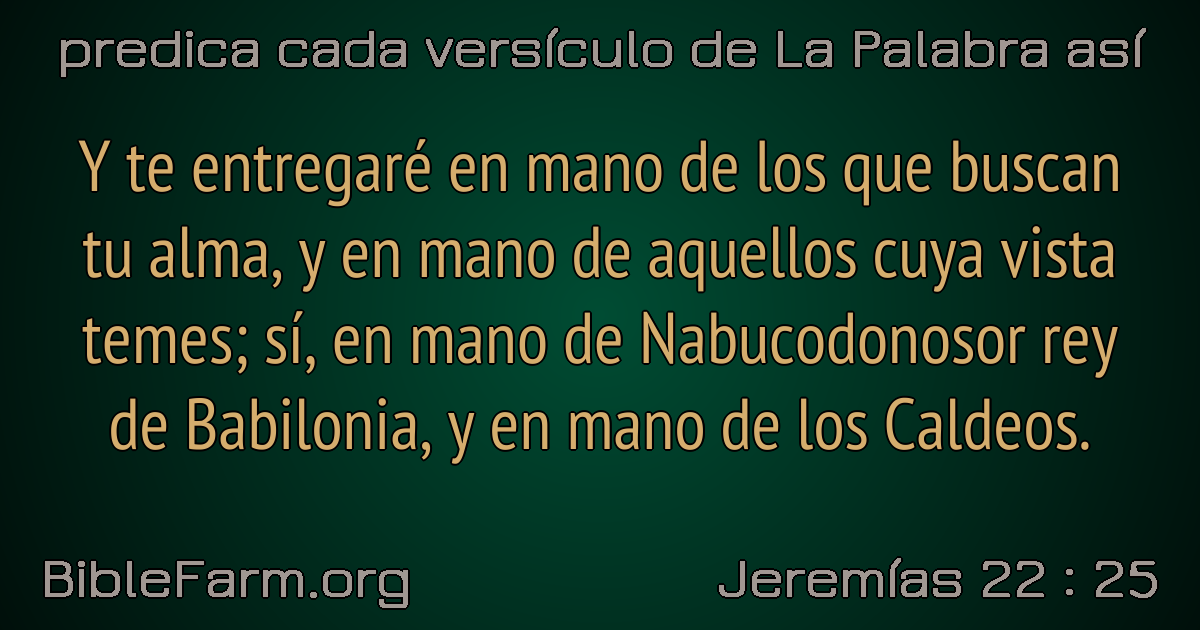 predica cada versículo de La Palabra así
Y te entregaré en mano de los que buscan
tu alma, y en mano de aquellos cuya vista
temes; sí, en mano de Nabucodonosor rey
de Babilonia, y en mano de los Caldeos.
BibleFarm.org
Jeremías 22 : 25